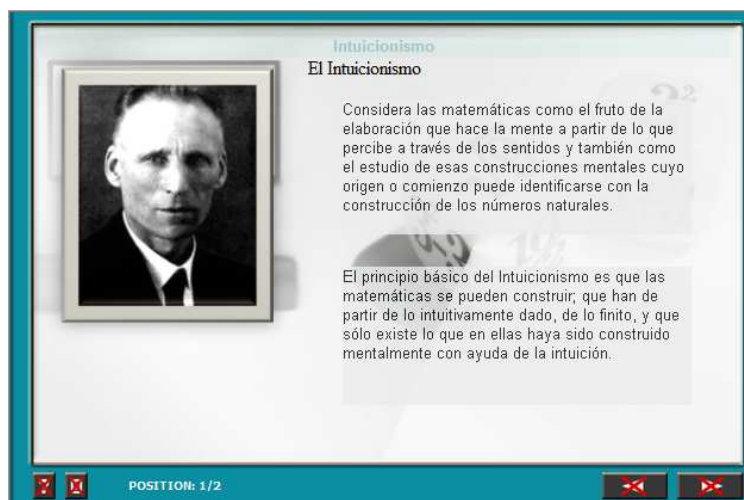 Intuicionismo
El Intuicionismo
Considera las matemáticas como el fruto de la
elaboración que hace la mente a partir de lo que
percibe a través de los sentidos y también como
el estudio de esas construcciones mentales cuyo
origen o comienzo puede identificarse con la
construcción de los números naturales.
El principio básico del Intuicionismo es que las
matemáticas se pueden construir; que han de
partir de lo intuitivamente dado, de lo finito, y que
sólo existe lo que en ellas haya sido construido
mentalmente con ayuda de la intuición.
POSITION: 1/2